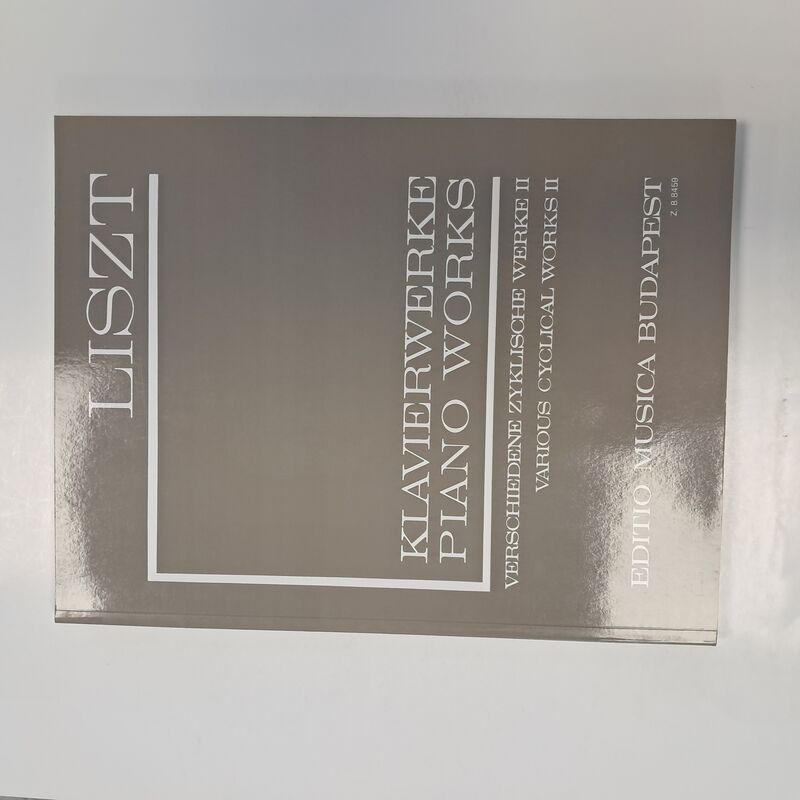 LISZT
KLAVIERWERKE
PIANO WORKS
VERSCHIEDENE ZYKLISCHE WERKE II
VARIOUS CYCLICAL WORKS II
EDITIO MUSICA BUDAPEST
Z. 8.8459